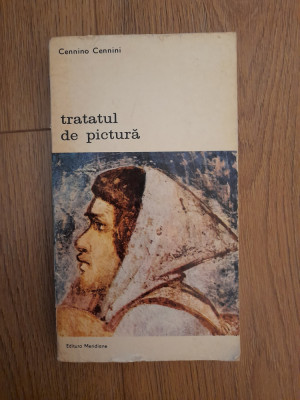 Cennino Cennini
tratatul
de pictură
Editura Meridiane